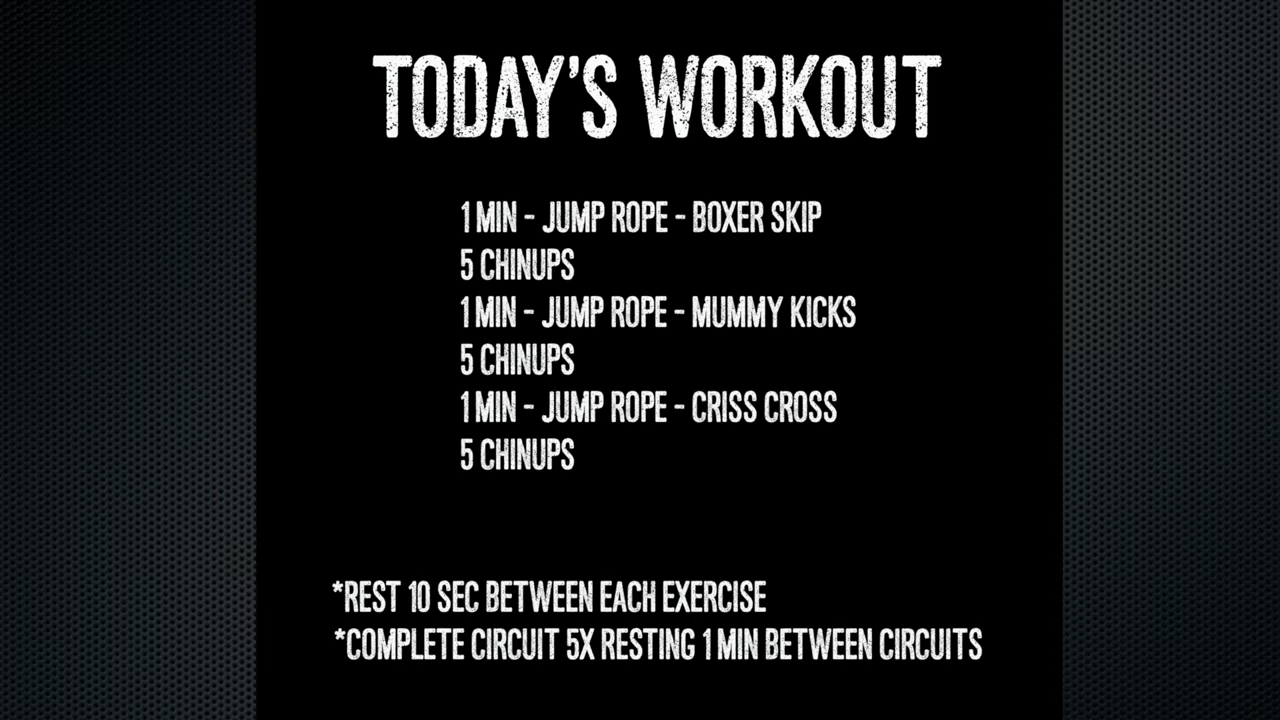 TODAY'S WORKOUT
1 MIN - JUMP ROPE - BOXER SKIP
5 CHINUPS
1 MIN - JUMP ROPE - MUMMY KICKS
5 CHINUPS
1 MIN - JUMP ROPE - CRISS CROSS
5 CHINUPS
*REST 10 SEC BETWEEN EACH EXERCISE
*COMPLETE CIRCUIT 5X RESTING 1 MIN BETWEEN CIRCUITS